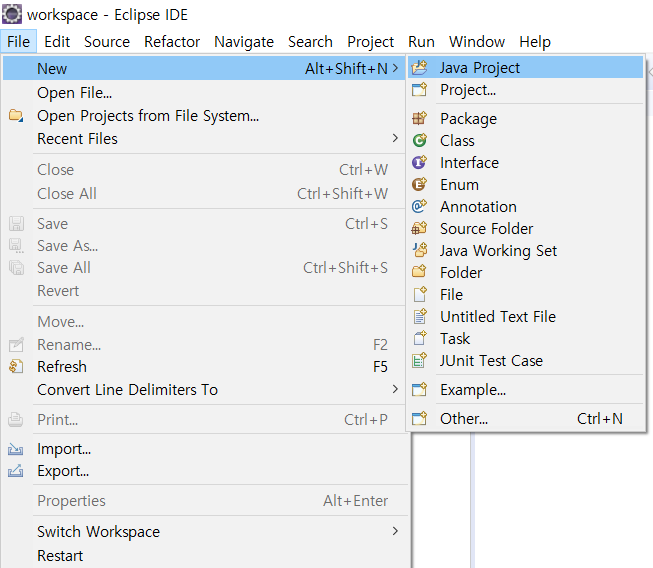 workspace - Eclipse IDE
File Edit Source Refactor Navigate Search Project Run Window Help
New Alt+Shift+N
Open File...
Open Projects from File System...
Recent Files
Close Ctrl+W
Close All Ctrl+Shift+W
Save Ctrl+S
Save As...
Save All Ctrl+Shift+S
Revert
Move...
Rename... F2
Refresh F5
Convert Line Delimiters To
Print... Ctrl+P
Import...
Export...
Properties Alt+Enter
Switch Workspace
Restart
Java Project
Project...
Package
Class
Interface
Enum
Annotation
Source Folder
Java Working Set
Folder
File
Untitled Text File
Task
JUnit Test Case
Example...
Other... Ctrl+N